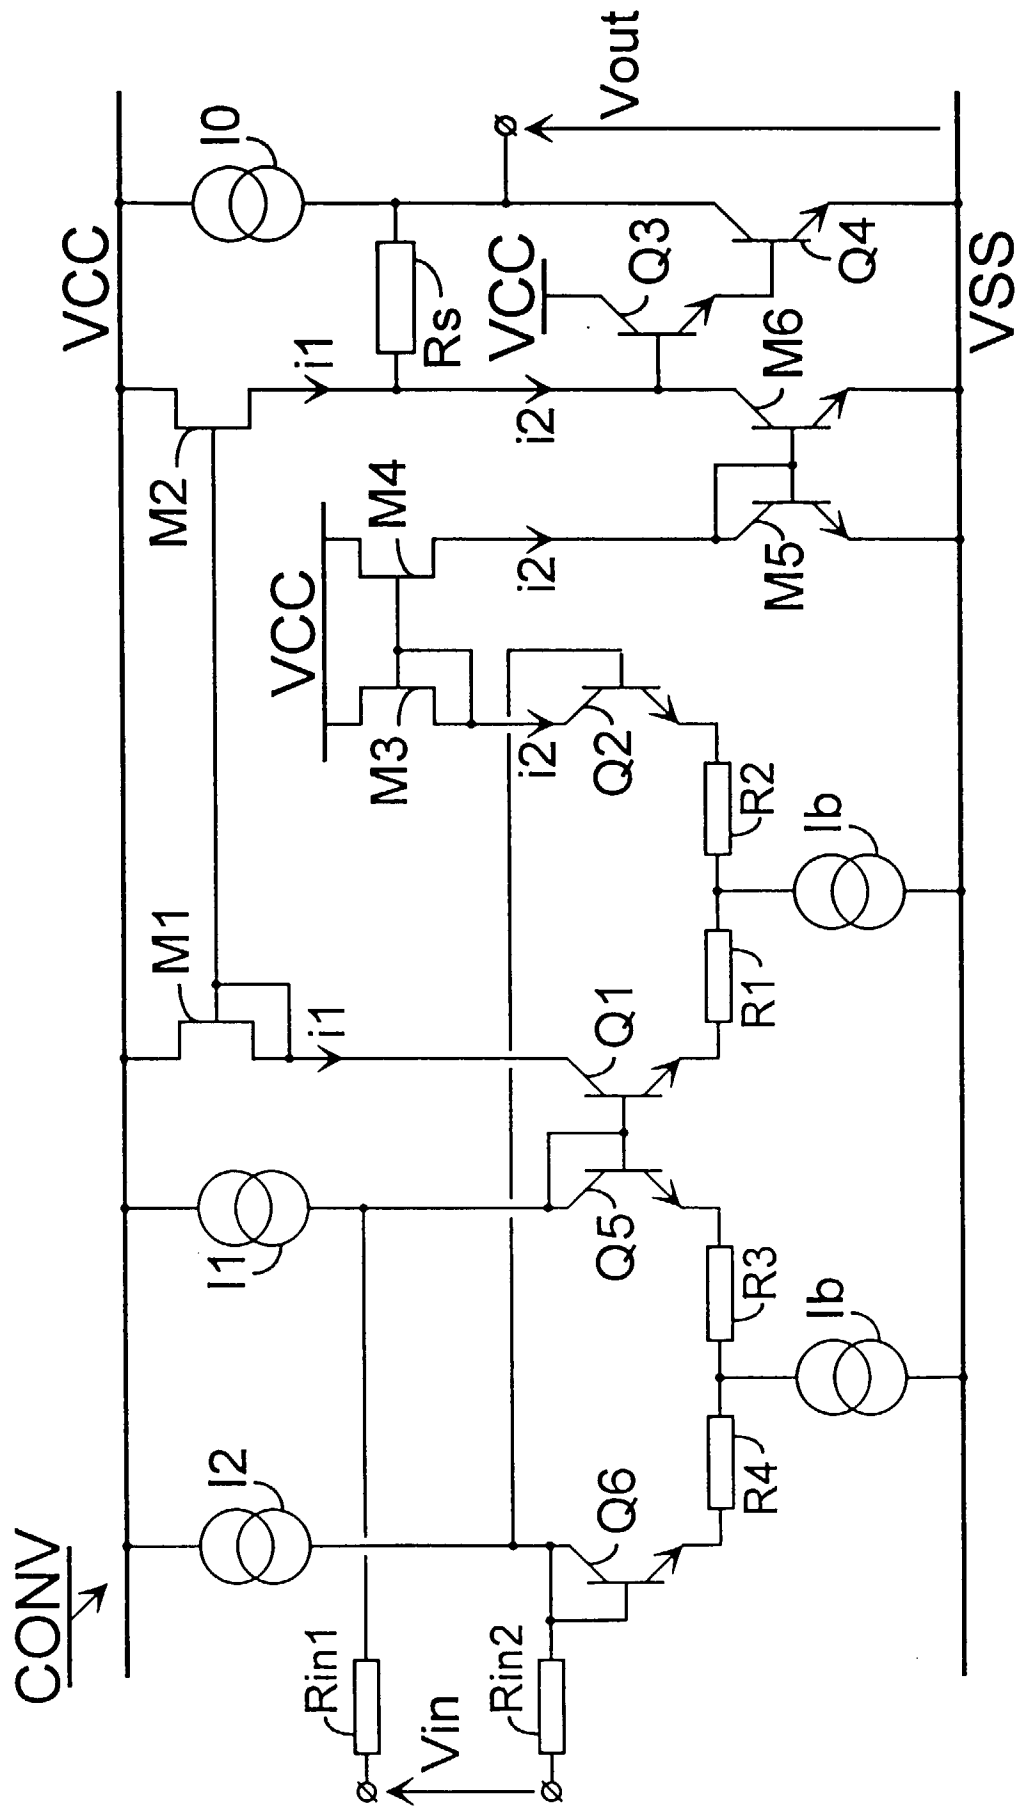 CONV
VCC
I0
I2
I1
M1
M2
i1
i1
Rs
VCC
M3
M4
VCC
Q3
Vout
Rin1
Rin2
Vin
i2
i2
i2
Q6
Q5
Q1
Q2
M5
M6
Q4
R4
R3
R1
R2
Ib
Ib
VSS